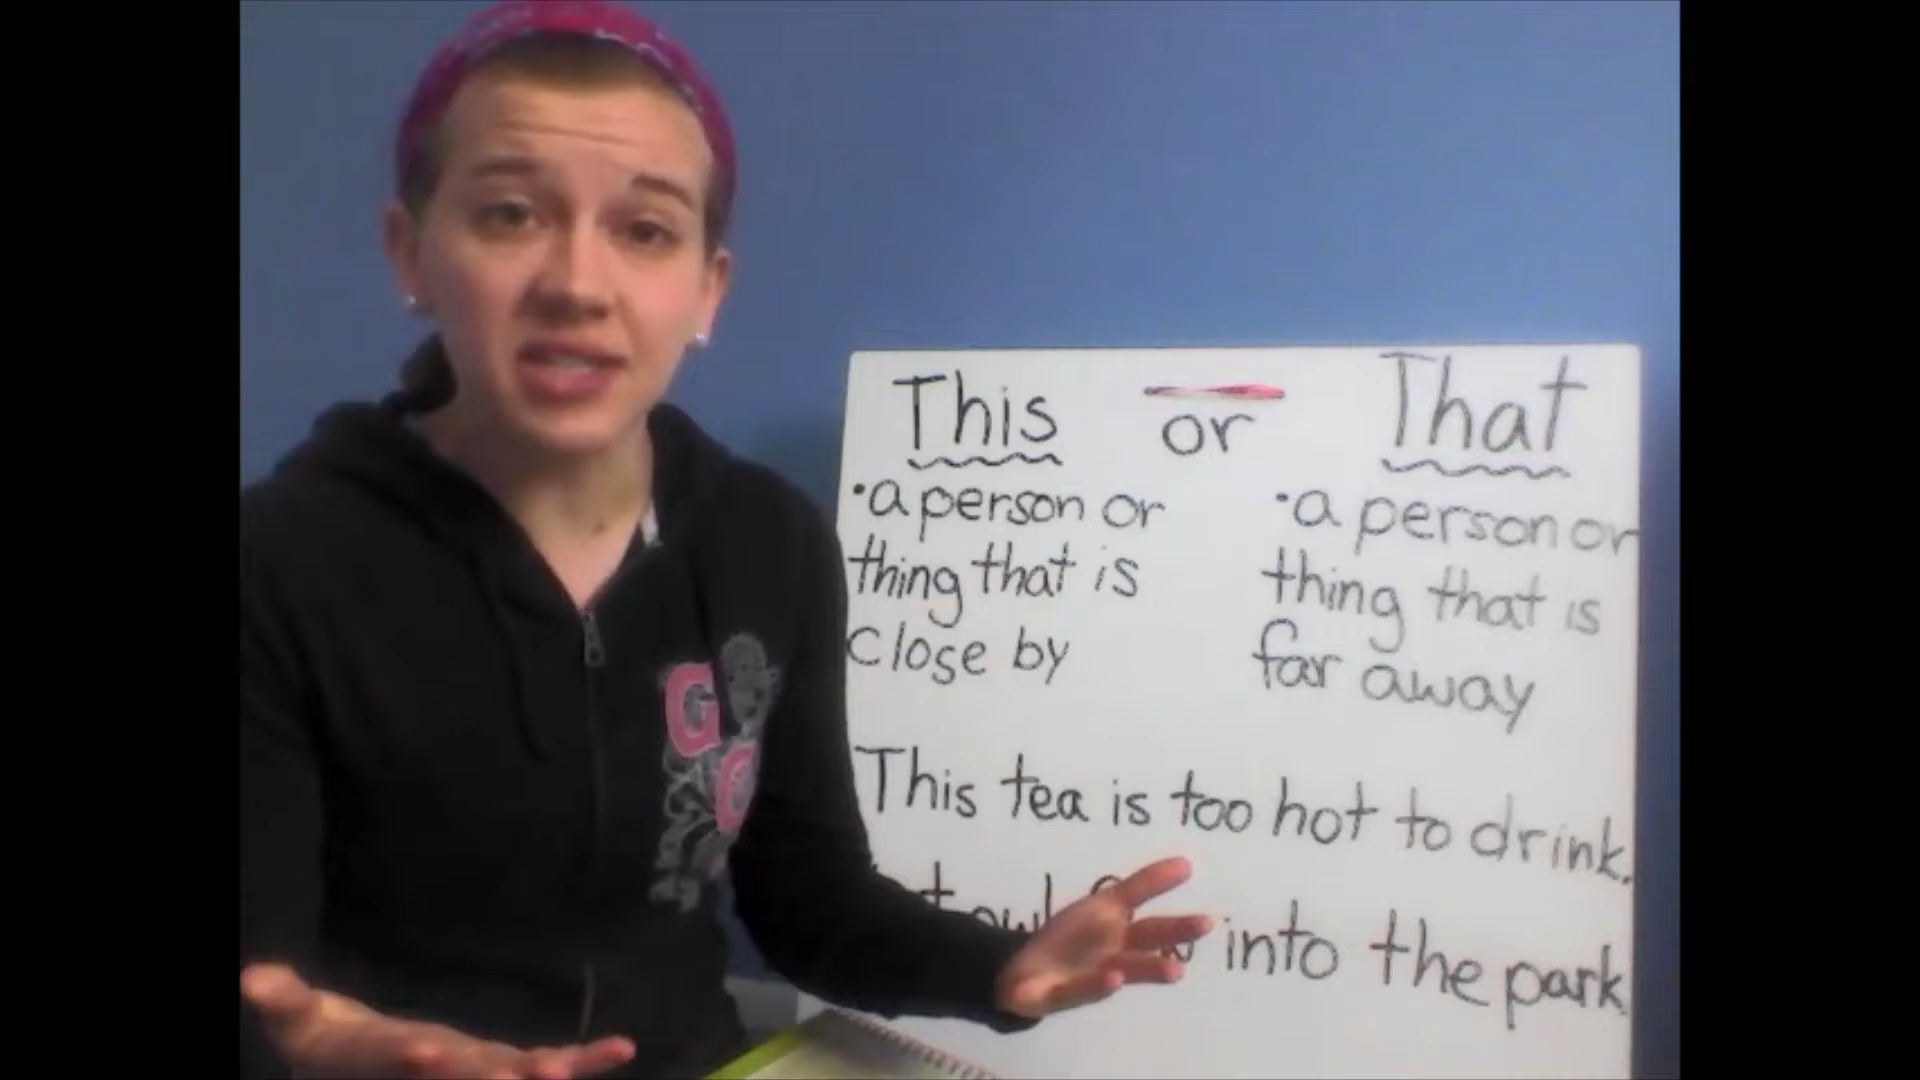 This or That
• a person or
thing that is
close by
• a person or
thing that is
far away
This tea is too hot to drink.
into the park
G